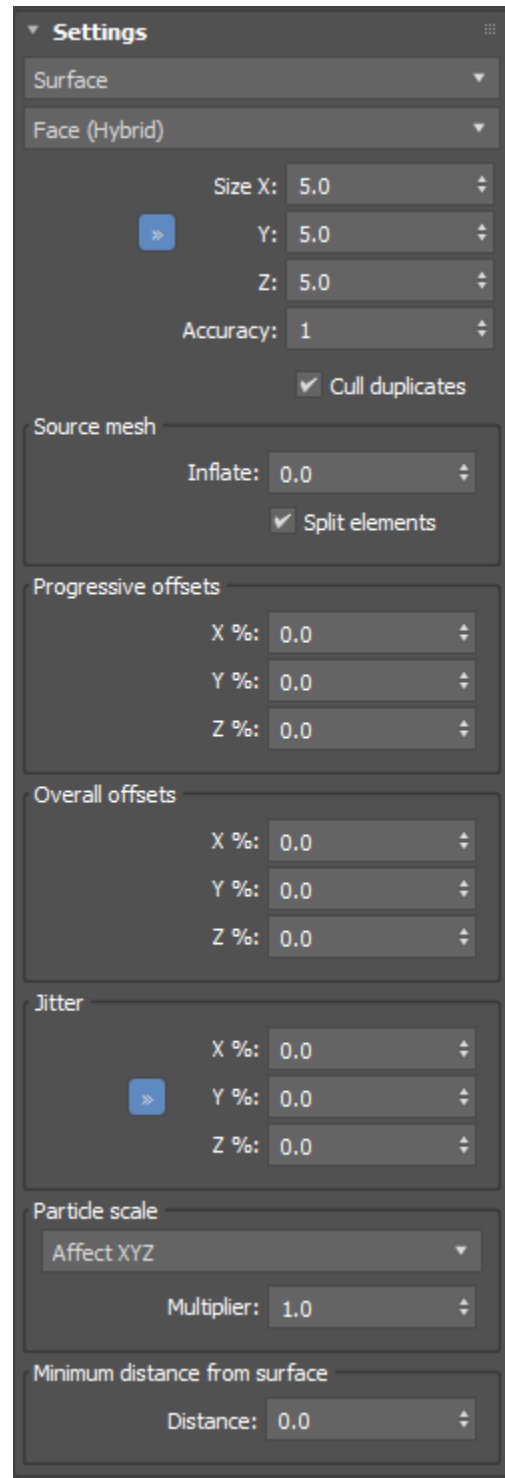 Settings
Surface
Face (Hybrid)
Size X: 5.0
» Y: 5.0
Z: 5.0
Accuracy: 1
Cull duplicates
Source mesh
Inflate: 0.0
Split elements
Progressive offsets
X %: 0.0
Y %: 0.0
Z %: 0.0
Overall offsets
X %: 0.0
Y %: 0.0
Z %: 0.0
Jitter
X %: 0.0
» Y %: 0.0
Z %: 0.0
Particle scale
Affect XYZ
Multiplier: 1.0
Minimum distance from surface
Distance: 0.0